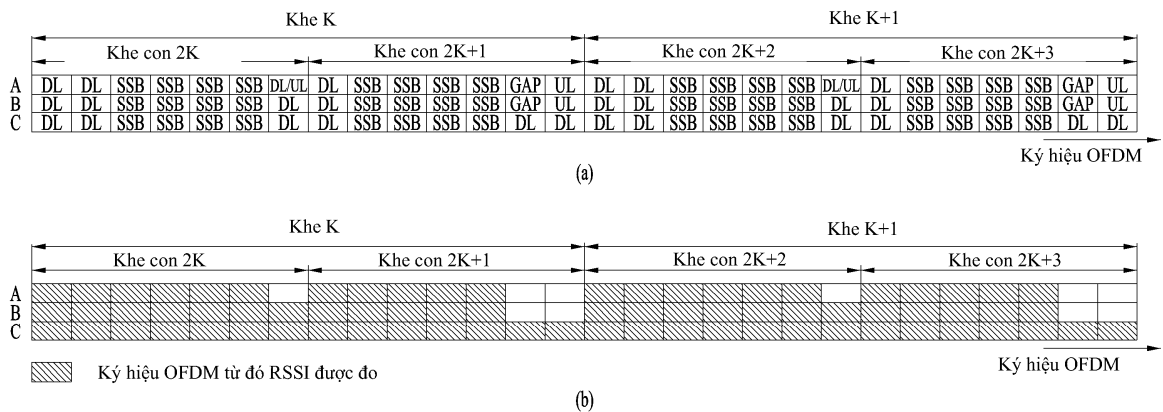 Khe K Khe K+1
Khe con 2K Khe con 2K+1 Khe con 2K+2 Khe con 2K+3
A DL DL SSB SSB SSB SSB DL/UL DL SSB SSB SSB SSB GAP UL DL DL SSB SSB SSB SSB DL/UL DL SSB SSB SSB SSB GAP UL
B DL DL SSB SSB SSB SSB DL DL SSB SSB SSB SSB GAP UL DL DL SSB SSB SSB SSB DL DL SSB SSB SSB SSB GAP UL
C DL DL SSB SSB SSB SSB DL DL SSB SSB SSB SSB DL DL DL DL SSB SSB SSB SSB DL DL SSB SSB SSB SSB DL DL
Ký hiệu OFDM
(a)
Khe K Khe K+1
Khe con 2K Khe con 2K+1 Khe con 2K+2 Khe con 2K+3
A
B
C
Ký hiệu OFDM
Ký hiệu OFDM từ đó RSSI được đo
(b)